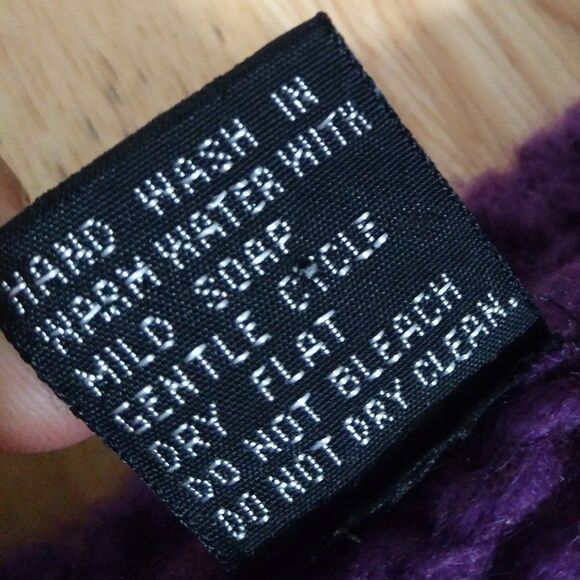 HAND WASH IN
WARM WATER WITH
MILD SOAP
GENTLE CYCLE
DRY FLAT
DO NOT BLEACH
DO NOT DRY CLEAN.